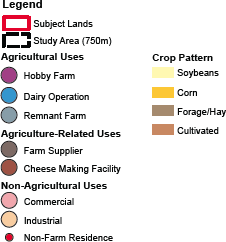 Legend
Subject Lands
Study Area (750m)
Agricultural Uses
Hobby Farm
Dairy Operation
Remnant Farm
Agriculture-Related Uses
Farm Supplier
Cheese Making Facility
Non-Agricultural Uses
Commercial
Industrial
Non-Farm Residence
Crop Pattern
Soybeans
Corn
Forage/Hay
Cultivated